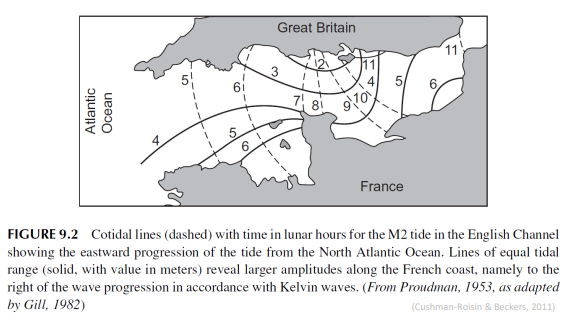 Great Britain
11
2
11
3
4
5
5
6
6
7
8
9
10
Atlantic
Ocean
4
5
6
France
FIGURE 9.2 Cotidal lines (dashed) with time in lunar hours for the M2 tide in the English Channel
showing the eastward progression of the tide from the North Atlantic Ocean. Lines of equal tidal
range (solid, with value in meters) reveal larger amplitudes along the French coast, namely to the
right of the wave progression in accordance with Kelvin waves. (From Proudman, 1953, as adapted
by Gill, 1982)
(Cushman-Roisin & Beckers, 2011)